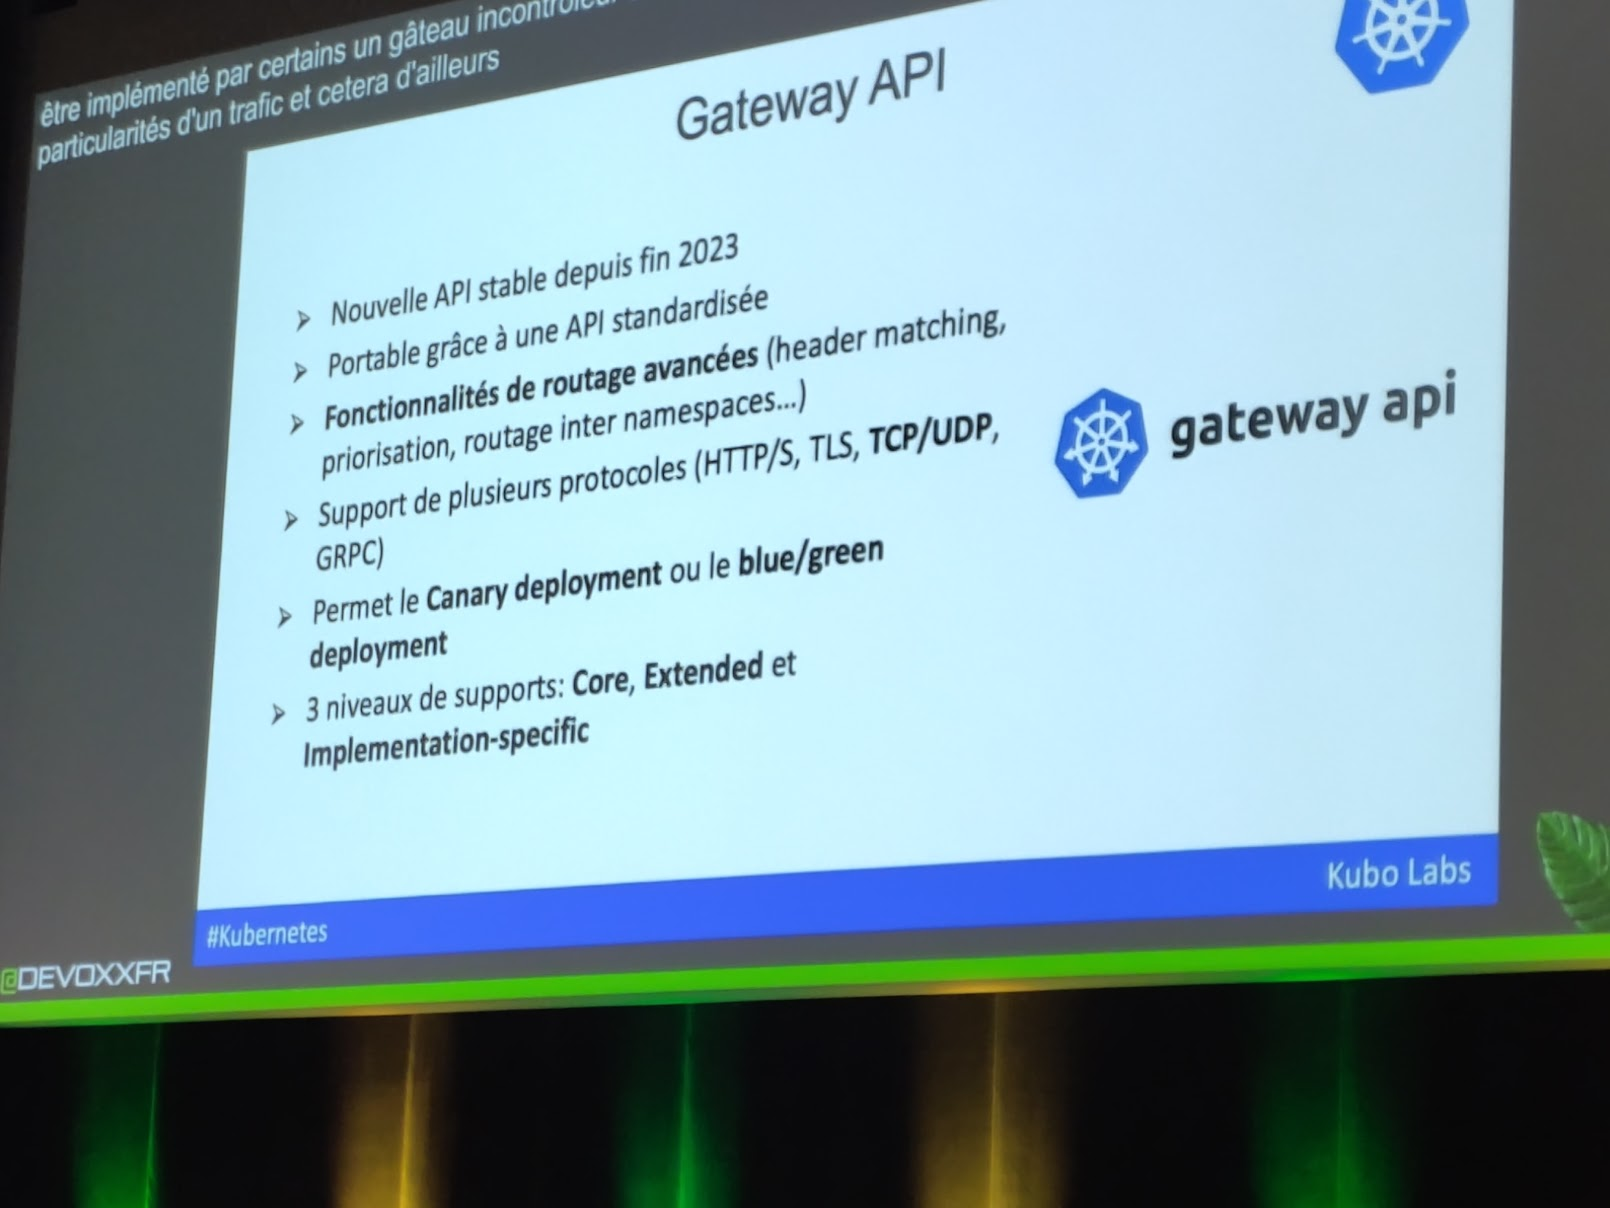 être implémenté par certains un gâteau
particularités d'un trafic et cetera d'ailleurs
Gateway API
➢ Nouvelle API stable depuis fin 2023
➢ Portable grâce à une API standardisée
➢ Fonctionnalités de routage avancées (header matching,
priorisation, routage inter namespaces...)
➢ Support de plusieurs protocoles (HTTP/S, TLS, TCP/UDP,
GRPC)
➢ Permet le Canary deployment ou le blue/green
deployment
➢ 3 niveaux de supports: Core, Extended et
Implementation-specific
gateway api
Kubo Labs
#Kubernetes
@DEVOXXFR